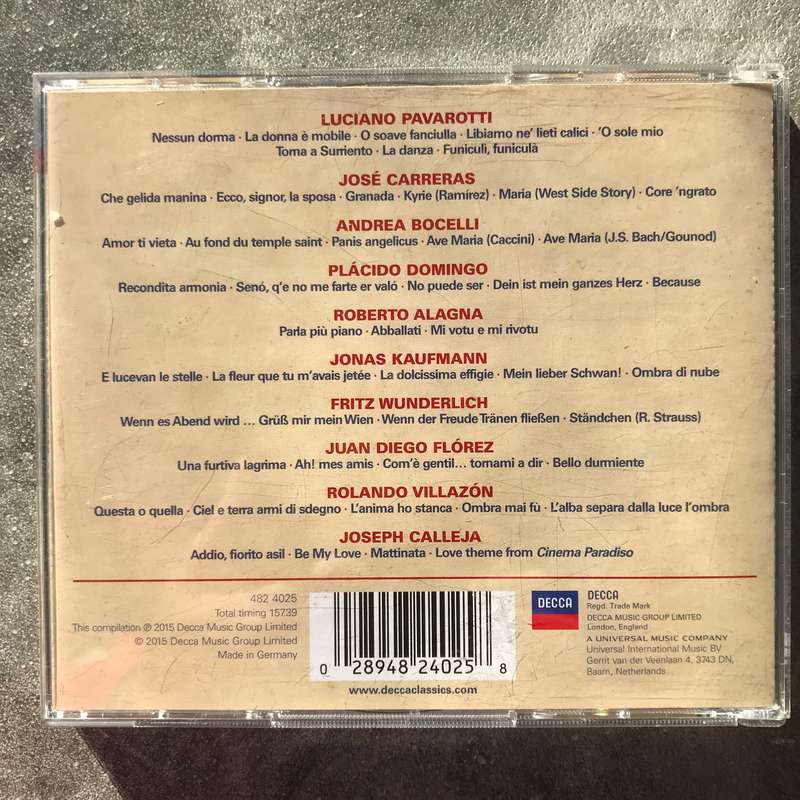 LUCIANO PAVAROTTI
Nessun dorma · La donna è mobile · O soave fanciulla · Libiamo ne' lieti calici · 'O sole mio
Torna a Surriento · La danza · Funiculì, funiculà
JOSÉ CARRERAS
Che gelida manina · Ecco, signor, la sposa · Granada · Kyrie (Ramírez) · Maria (West Side Story) · Core 'ngrato
ANDREA BOCELLI
Amor ti vieta · Au fond du temple saint · Panis angelicus · Ave Maria (Caccini) · Ave Maria (J.S. Bach/Gounod)
PLÁCIDO DOMINGO
Recondita armonia · Senó, q'e no me farte er való · No puede ser · Dein ist mein ganzes Herz · Because
ROBERTO ALAGNA
Parla più piano · Abballati · Mi votu e mi rivotu
JONAS KAUFMANN
E lucevan le stelle · La fleur que tu m'avais jetée · La dolcissima effigie · Mein lieber Schwan! · Ombra di nube
FRITZ WUNDERLICH
Wenn es Abend wird ... Grüß mir mein Wien · Wenn der Freude Tränen fließen · Ständchen (R. Strauss)
JUAN DIEGO FLÓREZ
Una furtiva lagrima · Ah! mes amis · Com'è gentil... tornami a dir · Bello durmiente
ROLANDO VILLAZÓN
Questa o quella · Ciel e terra armi di sdegno · L'anima ho stanca · Ombra mai fù · L'alba separa dalla luce l'ombra
JOSEPH CALLEJA
Addio, fiorito asil · Be My Love · Mattinata · Love theme from Cinema Paradiso
482 4025
Total timing 157.39
This compilation ℗ 2015 Decca Music Group Limited
© 2015 Decca Music Group Limited
Made in Germany
0 28948 24025 8
www.deccaclassics.com
DECCA
DECCA
Regd. Trade Mark
DECCA MUSIC GROUP LIMITED
London, England
A UNIVERSAL MUSIC COMPANY
Universal International Music BV
Gerrit van der Veenlaan 4, 3743 DN,
Baarn, Netherlands